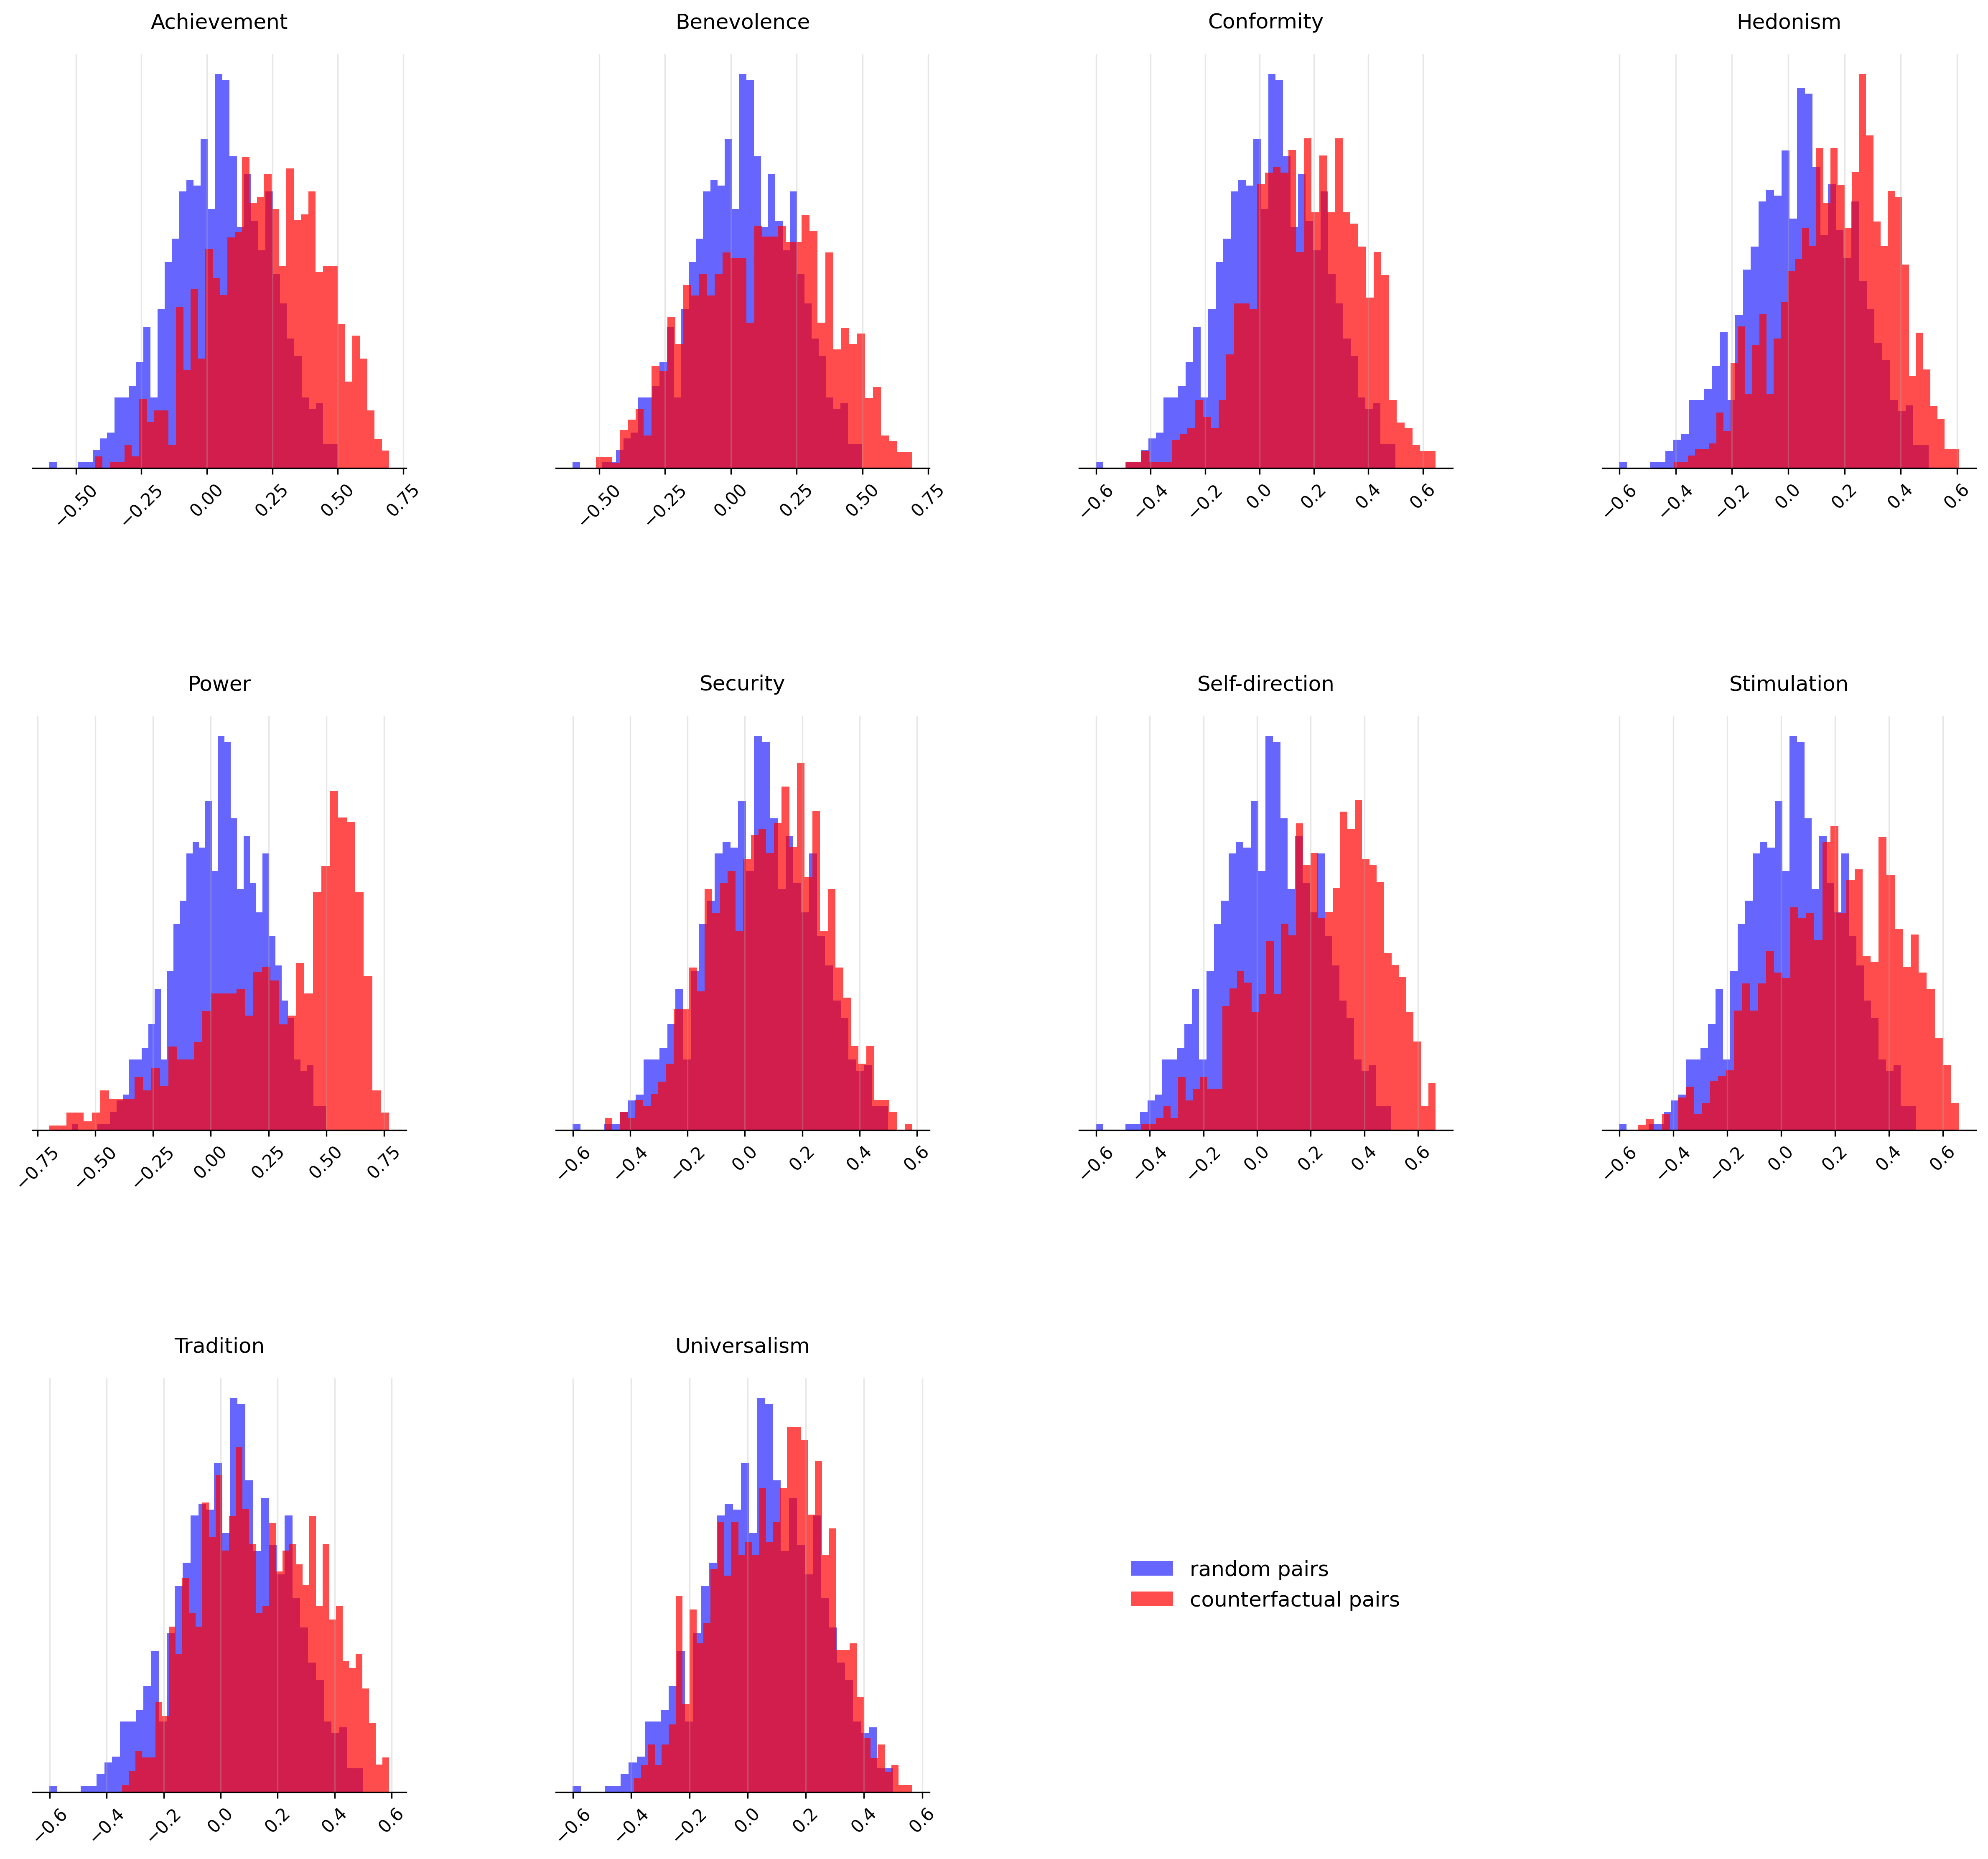 Achievement
Benevolence
Conformity
Hedonism
−0.50 −0.25 0.00 0.25 0.50 0.75
−0.50 −0.25 0.00 0.25 0.50 0.75
−0.6 −0.4 −0.2 0.0 0.2 0.4 0.6
−0.6 −0.4 −0.2 0.0 0.2 0.4 0.6
Power
Security
Self-direction
Stimulation
−0.75 −0.50 −0.25 0.00 0.25 0.50 0.75
−0.6 −0.4 −0.2 0.0 0.2 0.4 0.6
−0.6 −0.4 −0.2 0.0 0.2 0.4 0.6
−0.6 −0.4 −0.2 0.0 0.2 0.4 0.6
Tradition
Universalism
random pairs
counterfactual pairs
−0.6 −0.4 −0.2 0.0 0.2 0.4 0.6
−0.6 −0.4 −0.2 0.0 0.2 0.4 0.6